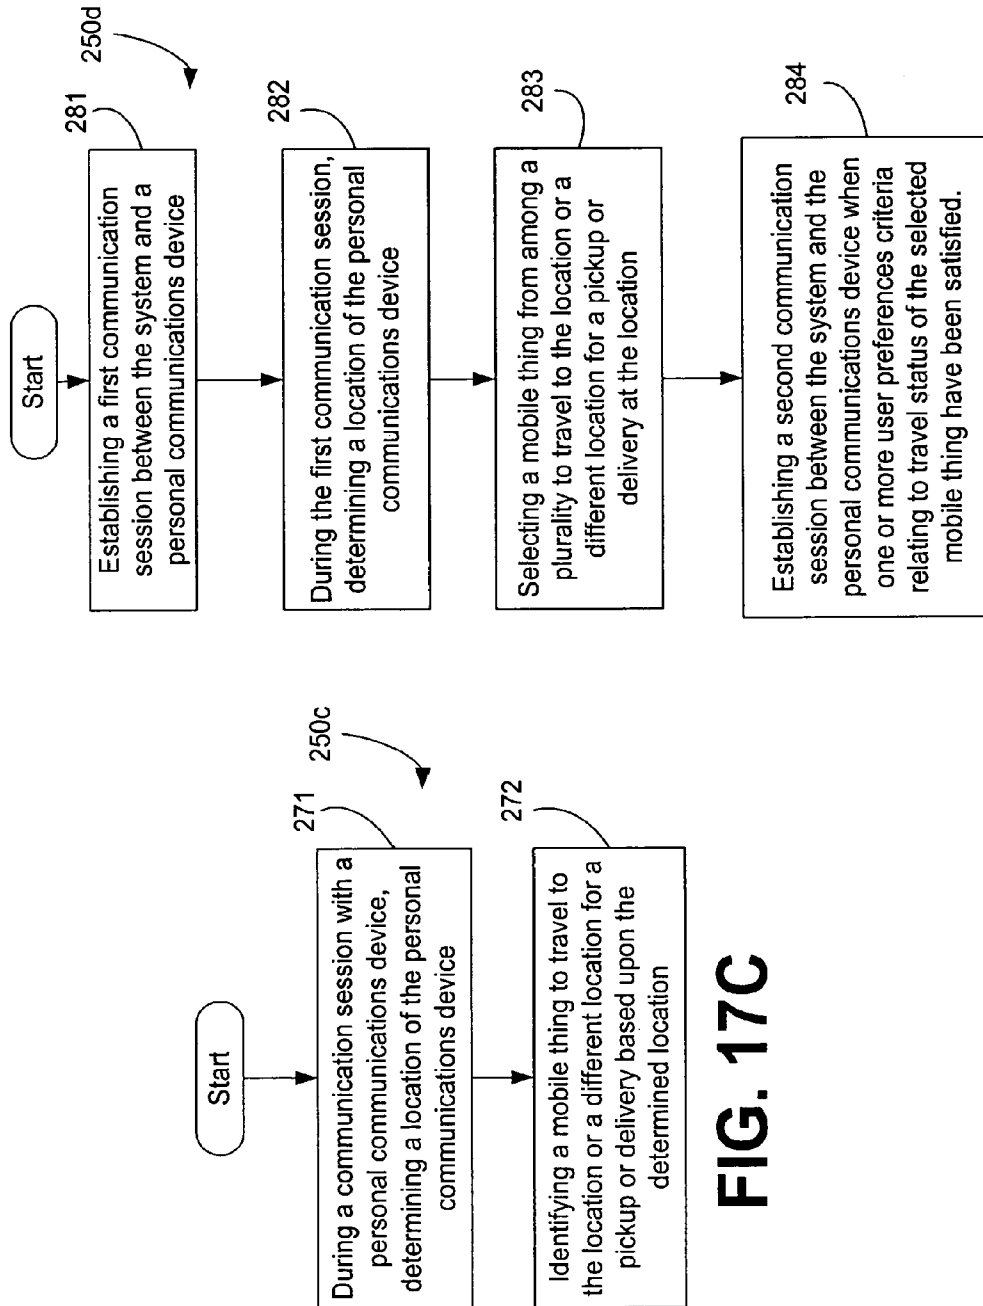 Start
250c
271
During a communication session with a
personal communications device,
determining a location of the personal
communications device
272
Identifying a mobile thing to travel to
the location or a different location for a
pickup or delivery based upon the
determined location
FIG. 17C
Start
250d
281
Establishing a first communication
session between the system and a
personal communications device
282
During the first communication session,
determining a location of the personal
communications device
283
Selecting a mobile thing from among a
plurality to travel to the location or a
different location for a pickup or
delivery at the location
284
Establishing a second communication
session between the system and the
personal communications device when
one or more user preferences criteria
relating to travel status of the selected
mobile thing have been satisfied.